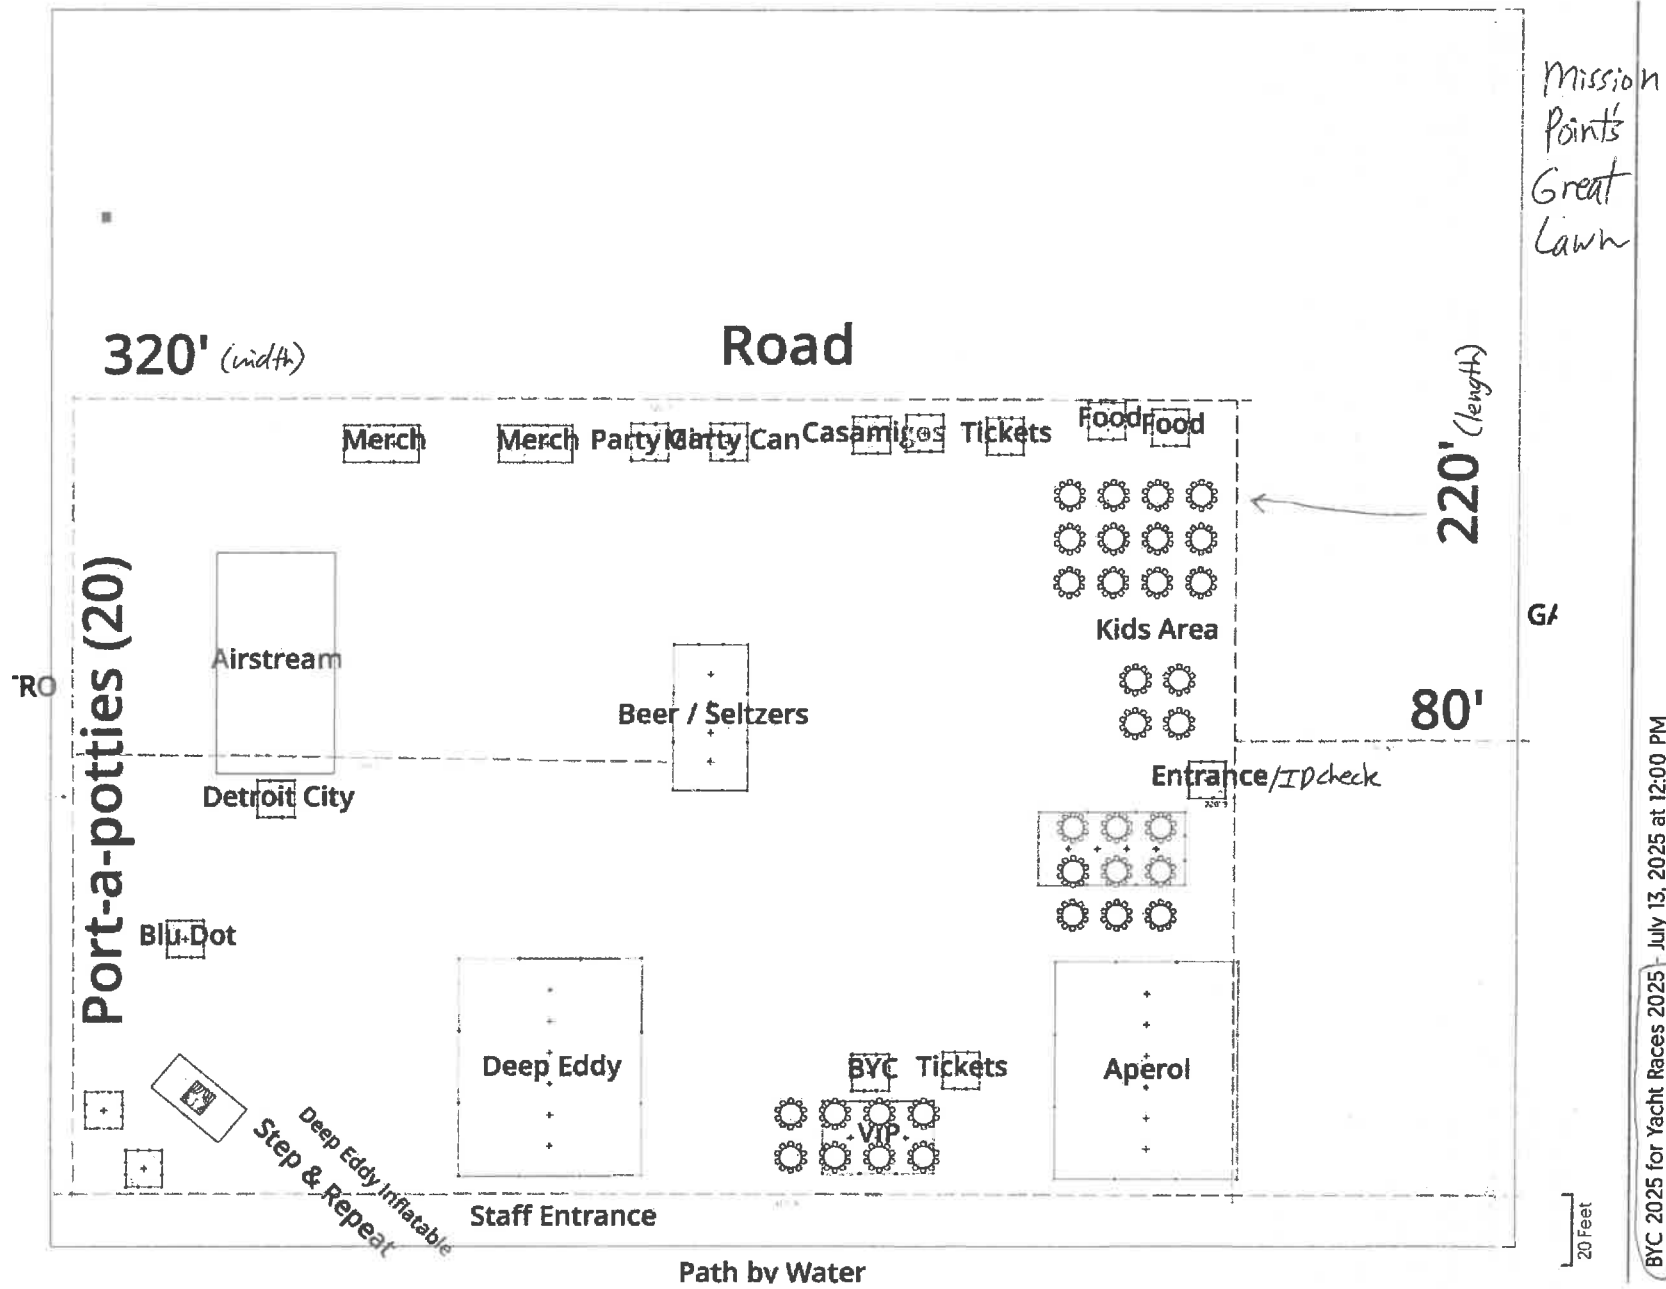 Mission
Point's
Great
Lawn
320' (width)
Road
220' (length)
Merch
Merch
Party Can
Party Can
Casamigos
Tickets
Food
Food
Kids Area
Port-a-potties (20)
Airstream
Beer / Seltzers
80'
Entrance/ID check
Detroit City
Blu Dot
Deep Eddy
BYC
Tickets
Aperol
VIP
Step & Repeat
Deep Eddy Inflatable
Staff Entrance
Path by Water
20 Feet
BYC 2025 for Yacht Races 2025 - July 13, 2025 at 12:00 PM